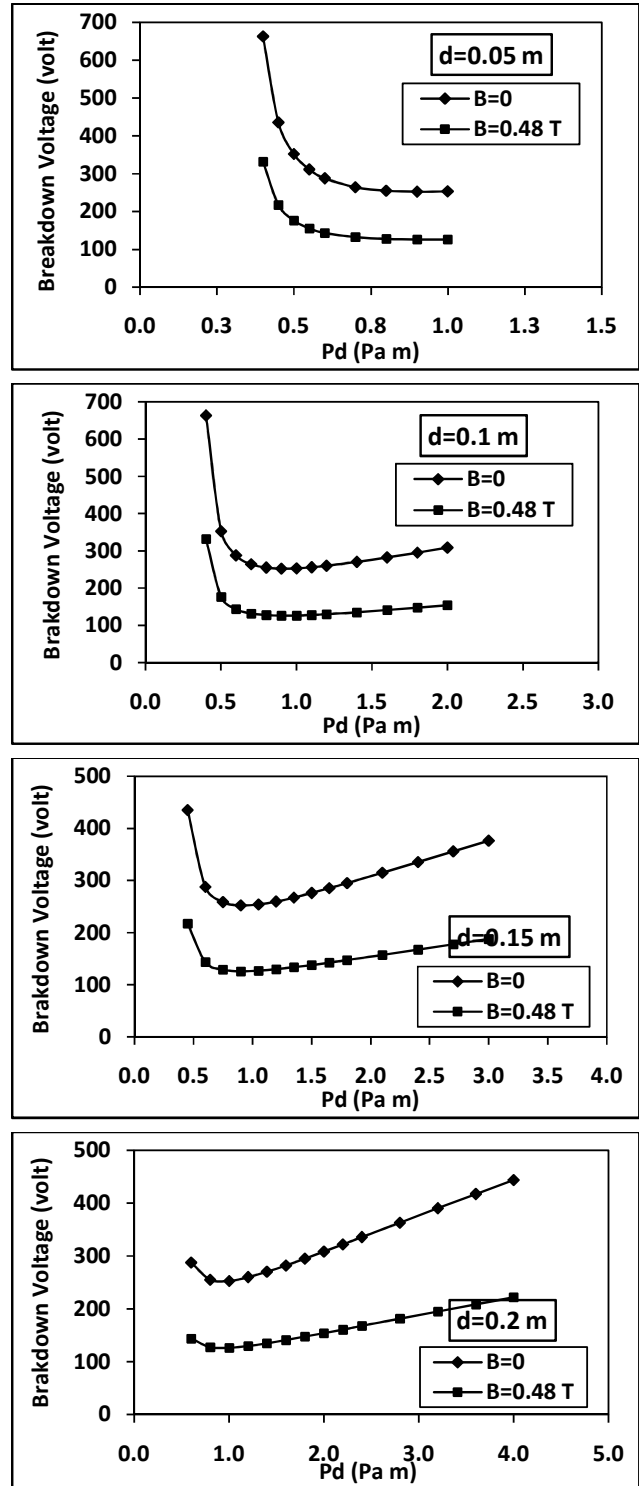 700
600
500
400
300
200
100
0
Breakdown Voltage (volt)
d=0.05 m
B=0
B=0.48 T
0.0 0.3 0.5 0.8 1.0 1.3 1.5
Pd (Pa m)
700
600
500
400
300
200
100
0
Brakdown Voltage (volt)
d=0.1 m
B=0
B=0.48 T
0.0 0.5 1.0 1.5 2.0 2.5 3.0
Pd (Pa m)
500
400
300
200
100
0
Brakdown Voltage (volt)
d=0.15 m
B=0
B=0.48 T
0.0 0.5 1.0 1.5 2.0 2.5 3.0 3.5 4.0
Pd (Pa m)
500
400
300
200
100
0
Brakdown Voltage (volt)
d=0.2 m
B=0
B=0.48 T
0.0 1.0 2.0 3.0 4.0 5.0
Pd (Pa m)